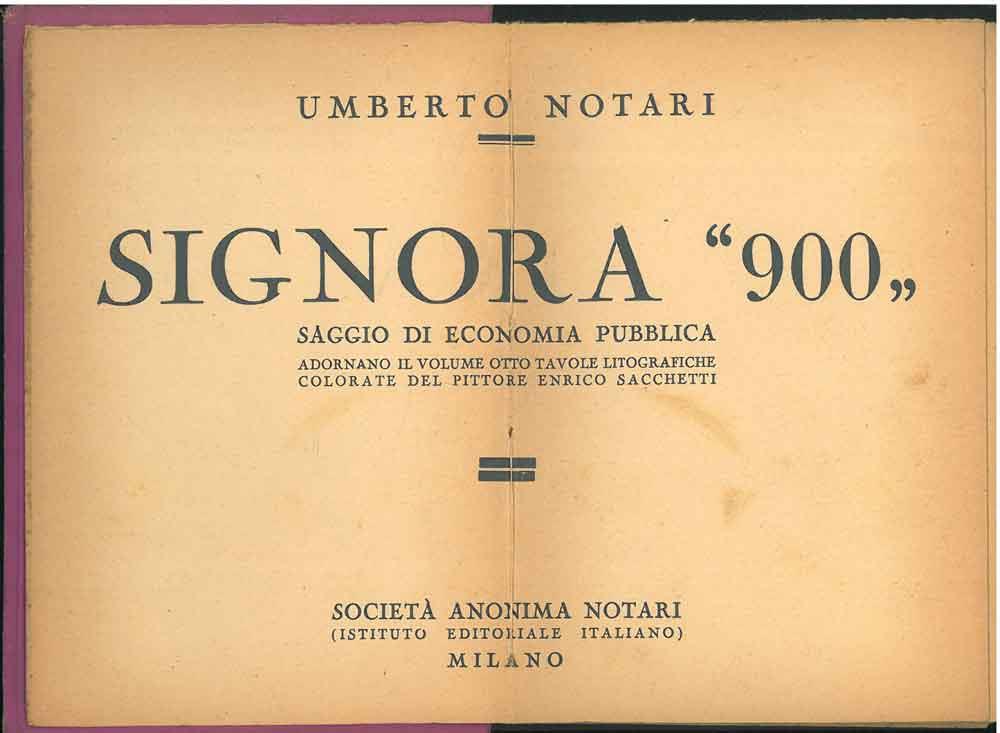 UMBERTO NOTARI
SIGNORA “900„
SAGGIO DI ECONOMIA PUBBLICA
ADORNANO IL VOLUME OTTO TAVOLE LITOGRAFICHE
COLORATE DEL PITTORE ENRICO SACCHETTI
SOCIETÀ ANONIMA NOTARI
(ISTITUTO EDITORIALE ITALIANO)
MILANO